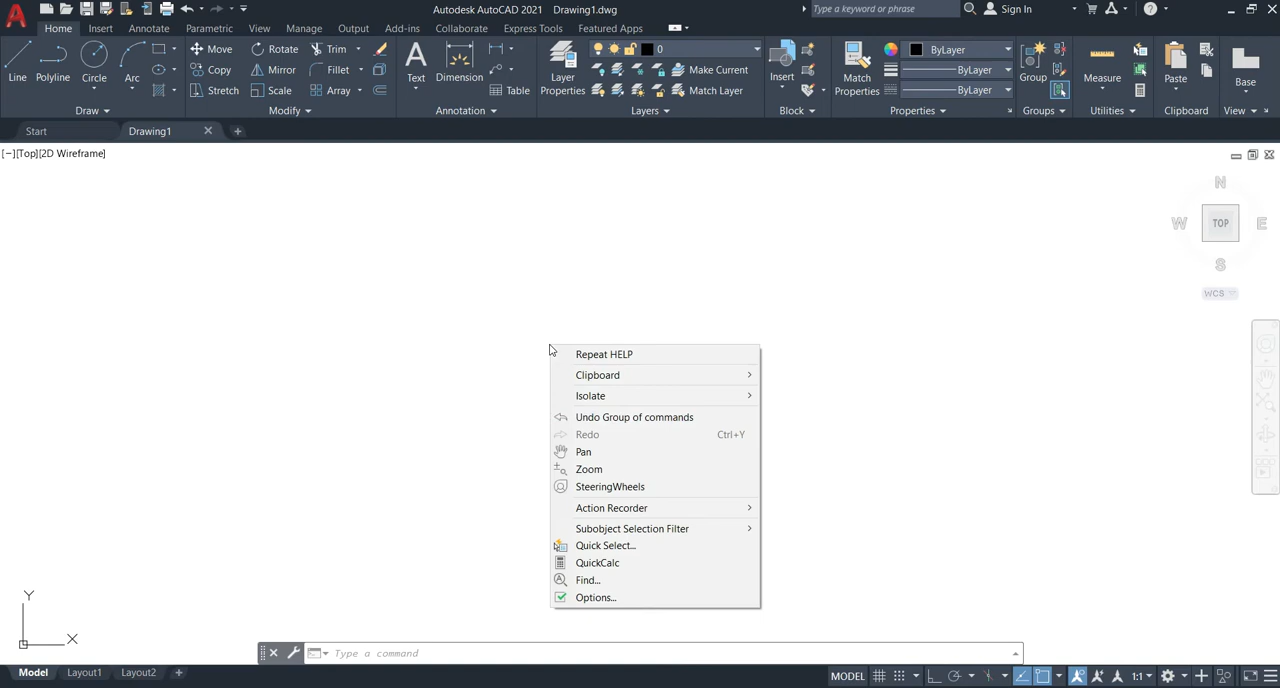 Autodesk AutoCAD 2021 Drawing1.dwg
Type a keyword or phrase
Sign In
Home Insert Annotate Parametric View Manage Output Add-ins Collaborate Express Tools Featured Apps
Line
Polyline
Circle
Arc
Draw
Move
Rotate
Trim
Copy
Mirror
Fillet
Stretch
Scale
Array
Modify
Text
Dimension
Table
Annotation
Layer
Properties
0
Make Current
Match Layer
Layers
Insert
Block
Match
Properties
ByLayer
ByLayer
ByLayer
Properties
Group
Groups
Measure
Utilities
Paste
Clipboard
Base
View
Start
Drawing1
[−][Top][2D Wireframe]
N
W
TOP
E
S
WCS
Repeat HELP
Clipboard
Isolate
Undo Group of commands
Redo Ctrl+Y
Pan
Zoom
SteeringWheels
Action Recorder
Subobject Selection Filter
Quick Select...
QuickCalc
Find...
Options...
Y
X
Type a command
Model Layout1 Layout2
MODEL
1:1